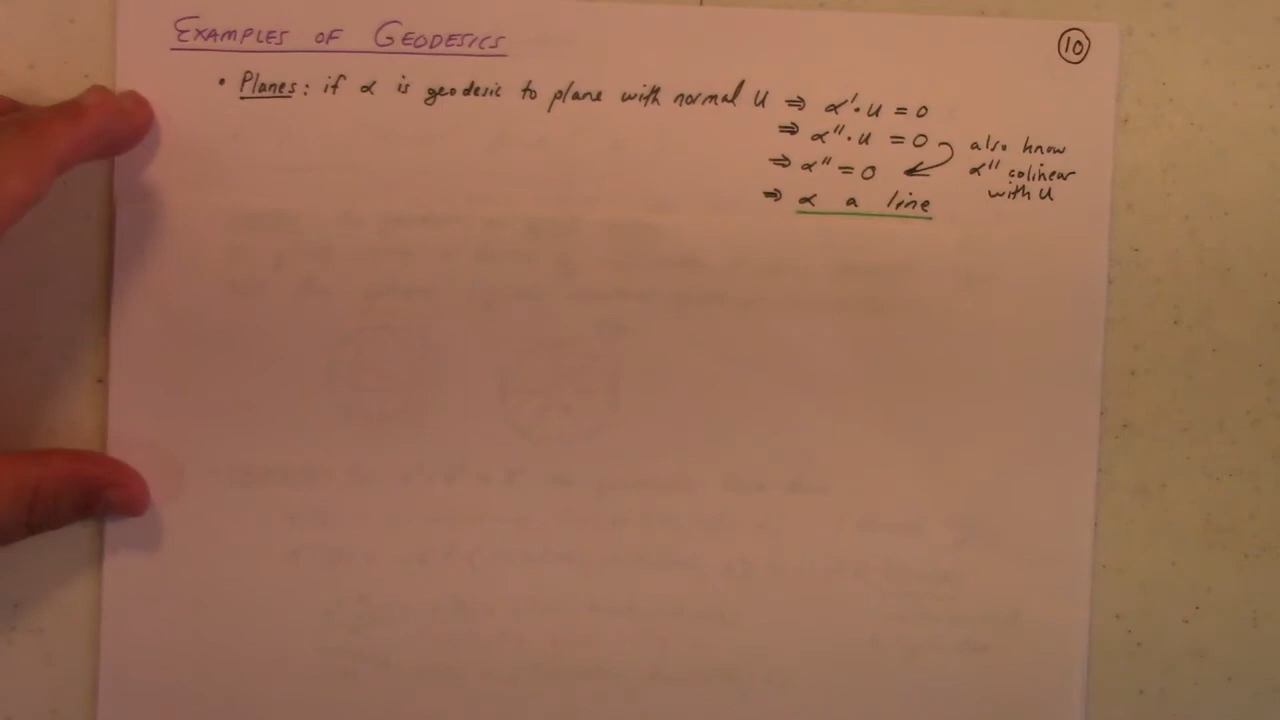 EXAMPLES OF GEODESICS
10
• Planes: if α is geodesic to plane with normal U ⇒ α'•U = 0
⇒ α''•U = 0 also know
⇒ α'' = 0 α'' colinear
with U
⇒ α a line